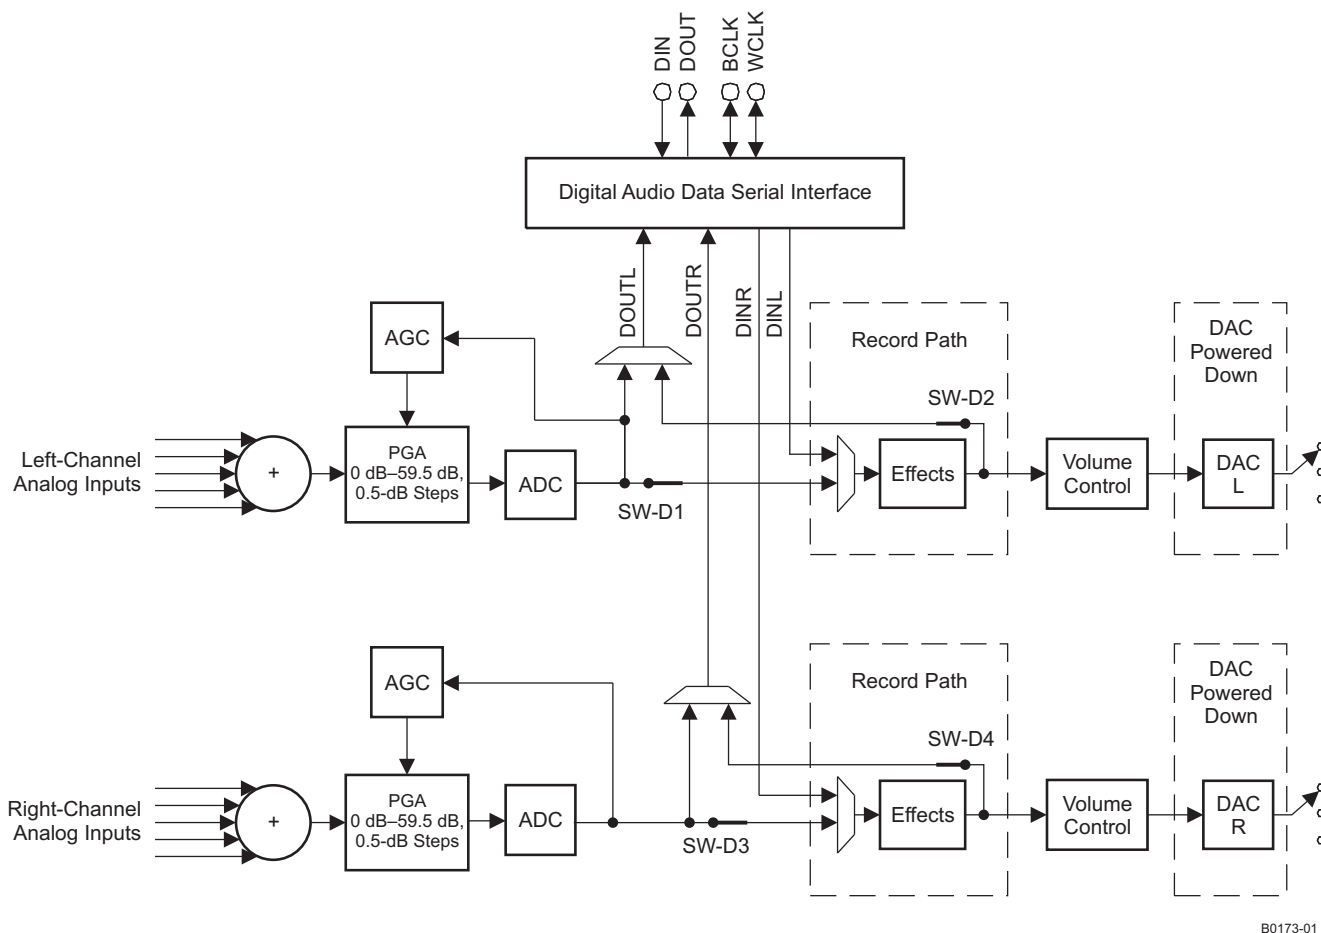 DIN
DOUT
BCLK
WCLK
Digital Audio Data Serial Interface
DOUTL
DOUTR
DINR
DINL
AGC
Record Path
DAC
Powered
Down
SW-D2
Left-Channel
Analog Inputs
+
PGA
0 dB–59.5 dB,
0.5-dB Steps
ADC
SW-D1
Effects
Volume
Control
DAC
L
AGC
Record Path
DAC
Powered
Down
SW-D4
Right-Channel
Analog Inputs
+
PGA
0 dB–59.5 dB,
0.5-dB Steps
ADC
SW-D3
Effects
Volume
Control
DAC
R
B0173-01